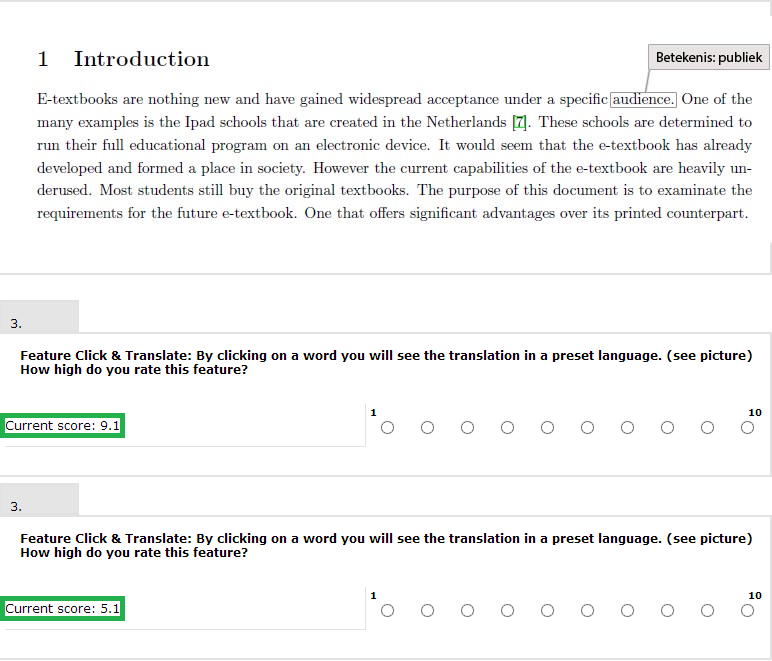 1 Introduction
Betekenis: publiek
E-textbooks are nothing new and have gained widespread acceptance under a specific audience. One of the
many examples is the Ipad schools that are created in the Netherlands [7]. These schools are determined to
run their full educational program on an electronic device. It would seem that the e-textbook has already
developed and formed a place in society. However the current capabilities of the e-textbook are heavily un-
derused. Most students still buy the original textbooks. The purpose of this document is to examinate the
requirements for the future e-textbook. One that offers significant advantages over its printed counterpart.
3.
Feature Click & Translate: By clicking on a word you will see the translation in a preset language. (see picture)
How high do you rate this feature?
1 10
Current score: 9.1
3.
Feature Click & Translate: By clicking on a word you will see the translation in a preset language. (see picture)
How high do you rate this feature?
1 10
Current score: 5.1